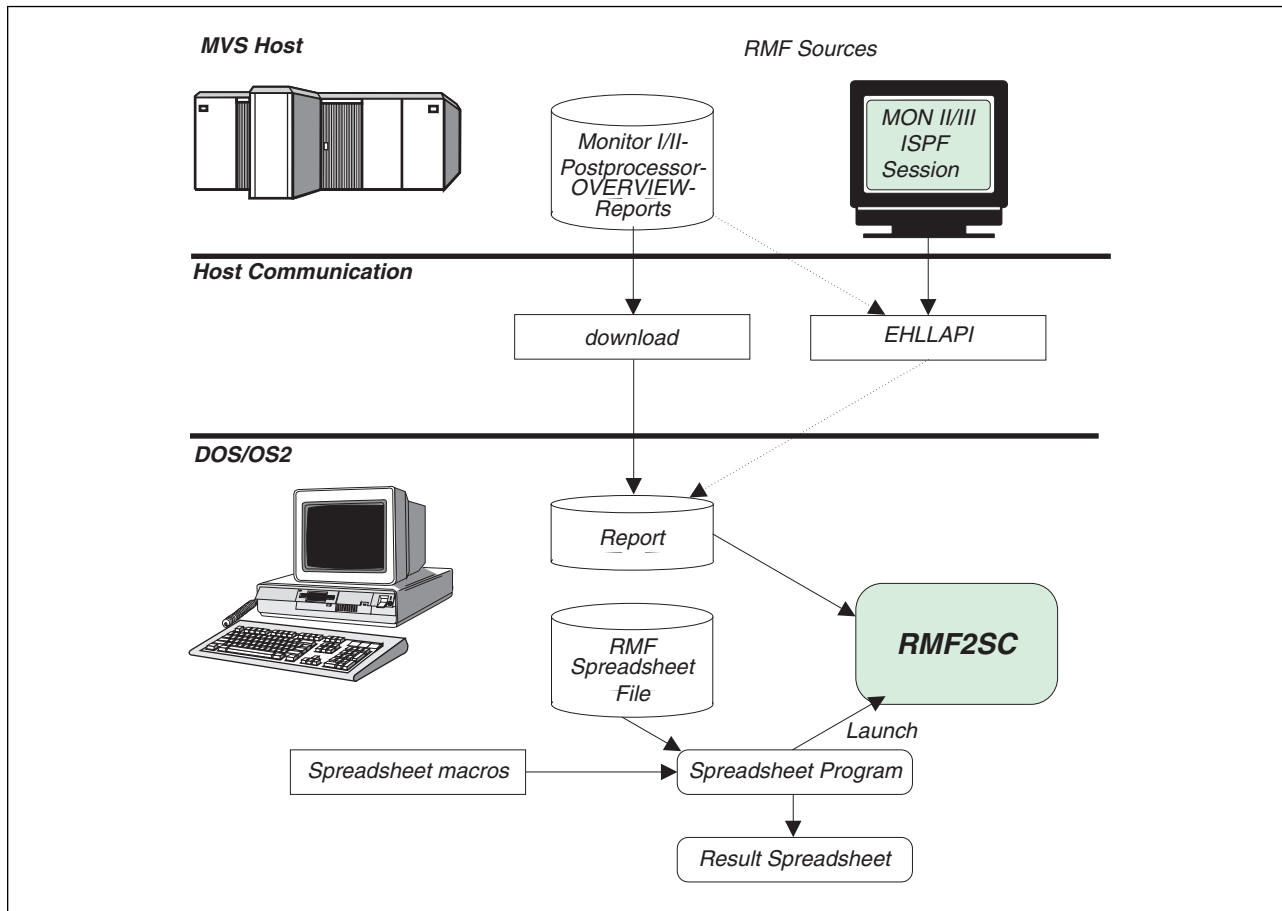 MVS Host
RMF Sources
Monitor I/II-
Postprocessor-
OVERVIEW-
Reports
MON II/III
ISPF
Session
Host Communication
download
EHLLAPI
DOS/OS2
Report
RMF
Spreadsheet
File
RMF2SC
Launch
Spreadsheet macros
Spreadsheet Program
Result Spreadsheet